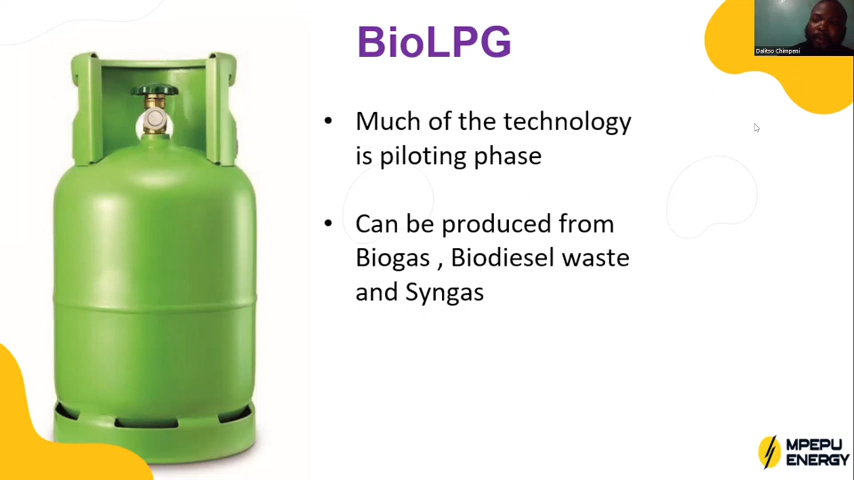 BioLPG
Dalitso Chimpeni
• Much of the technology
is piloting phase
• Can be produced from
Biogas , Biodiesel waste
and Syngas
MPEPU
ENERGY